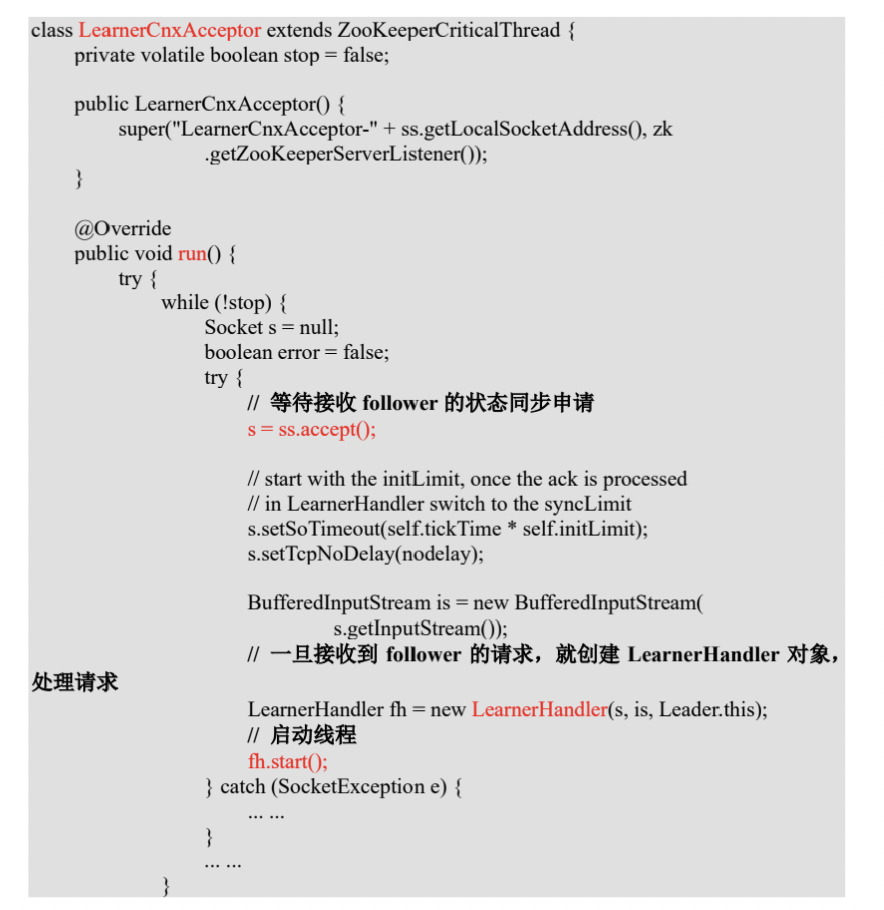 class LearnerCnxAcceptor extends ZooKeeperCriticalThread {
private volatile boolean stop = false;
public LearnerCnxAcceptor() {
super("LearnerCnxAcceptor-" + ss.getLocalSocketAddress(), zk
.getZooKeeperServerListener());
}
@Override
public void run() {
try {
while (!stop) {
Socket s = null;
boolean error = false;
try {
// 等待接收 follower 的状态同步申请
s = ss.accept();
// start with the initLimit, once the ack is processed
// in LearnerHandler switch to the syncLimit
s.setSoTimeout(self.tickTime * self.initLimit);
s.setTcpNoDelay(nodelay);
BufferedInputStream is = new BufferedInputStream(
s.getInputStream());
// 一旦接收到 follower 的请求，就创建 LearnerHandler 对象，
处理请求
LearnerHandler fh = new LearnerHandler(s, is, Leader.this);
// 启动线程
fh.start();
} catch (SocketException e) {
... ...
}
... ...
}